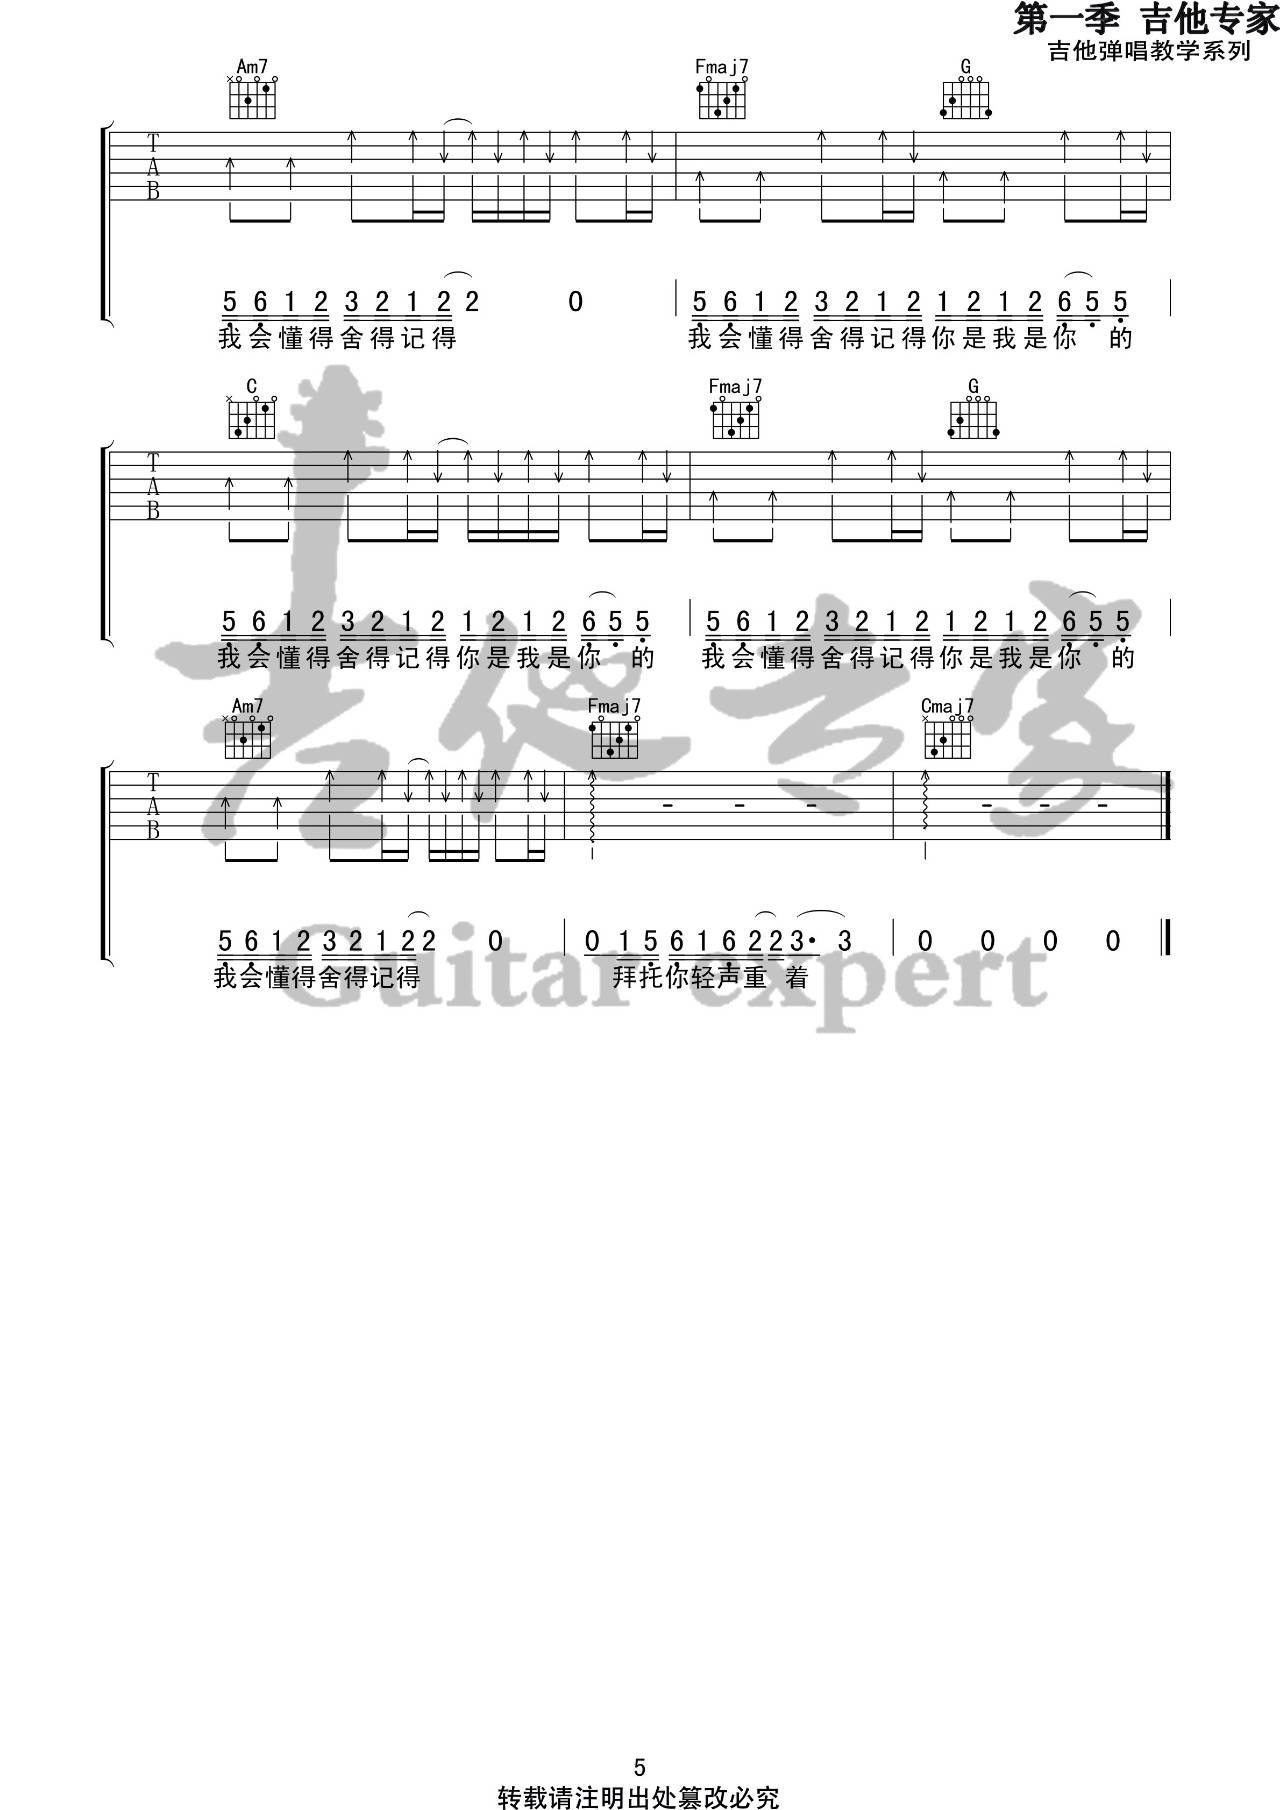 第一季 吉他专家
吉他弹唱教学系列
Am7 Fmaj7 G
T
A
B
5 6 1 2 3 2 1 2 2 0 5 6 1 2 3 2 1 2 1 2 1 2 6 5 5
我会懂得舍得记得 我会懂得舍得记得你是我是你 的
C Fmaj7 G
T
A
B
5 6 1 2 3 2 1 2 1 2 1 2 6 5 5 5 6 1 2 3 2 1 2 1 2 1 2 6 5 5
我会懂得舍得记得你是我是你 的 我会懂得舍得记得你是我是你 的
Am7 Fmaj7 Cmaj7
T
A
B
5 6 1 2 3 2 1 2 2 0 0 1 5 6 1 6 2 2 3· 3 0 0 0 0
我会懂得舍得记得 拜托你轻声重 着
吉他专家
Guitar expert
5
转载请注明出处篡改必究